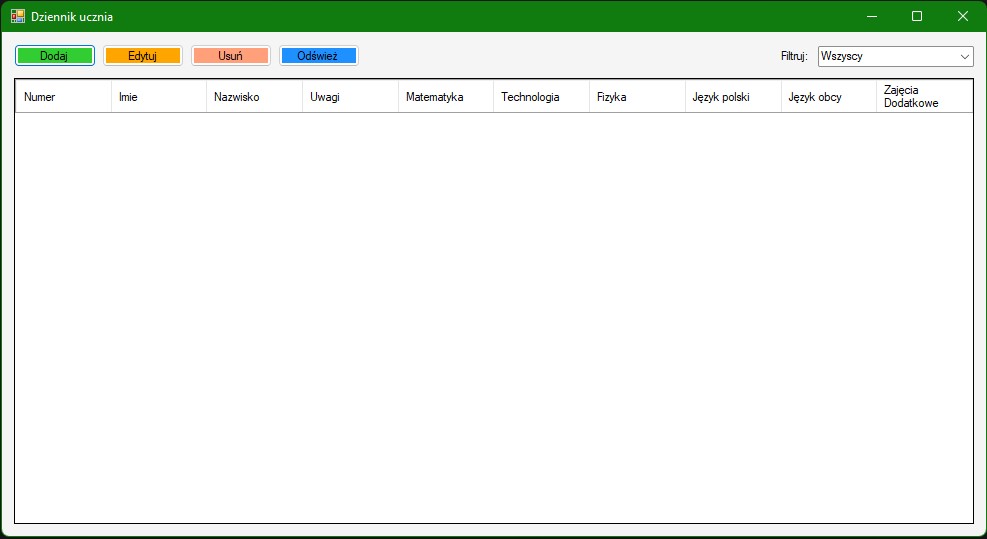 Dziennik ucznia
Dodaj Edytuj Usuń Odśwież Filtruj: Wszyscy
Numer Imie Nazwisko Uwagi Matematyka Technologia Fizyka Język polski Język obcy Zajęcia
Dodatkowe